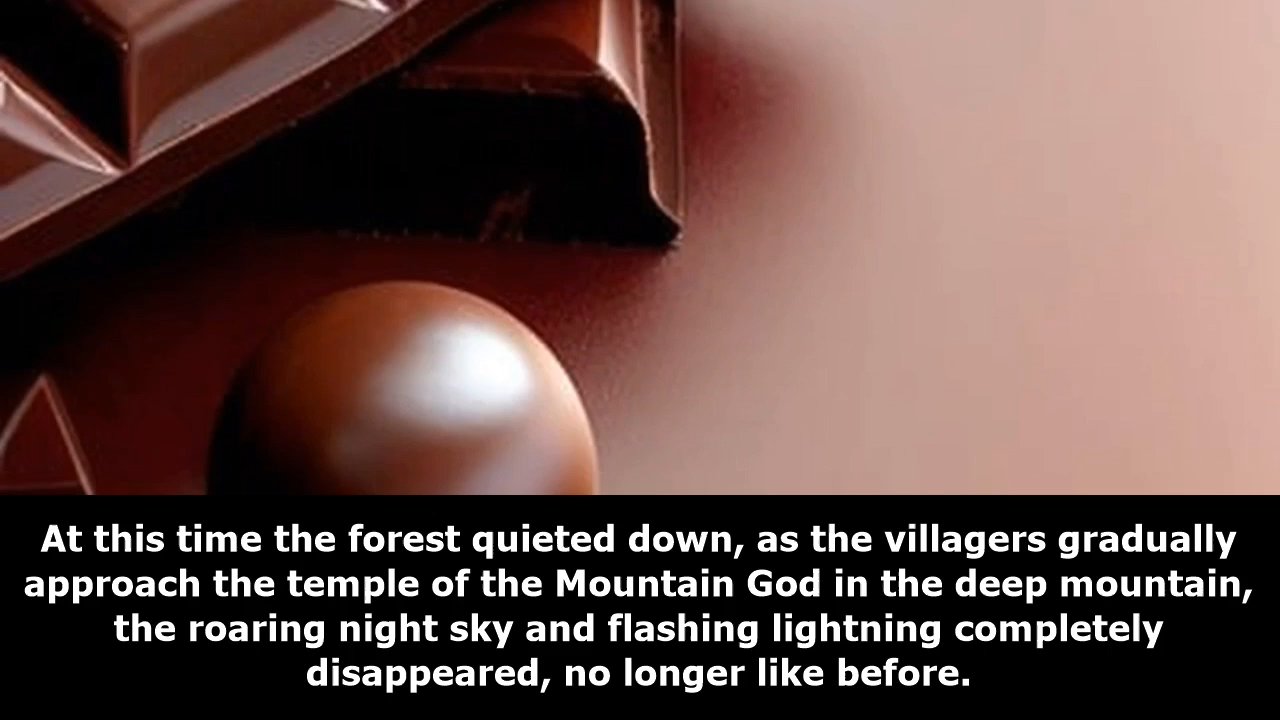 At this time the forest quieted down, as the villagers gradually
approach the temple of the Mountain God in the deep mountain,
the roaring night sky and flashing lightning completely
disappeared, no longer like before.